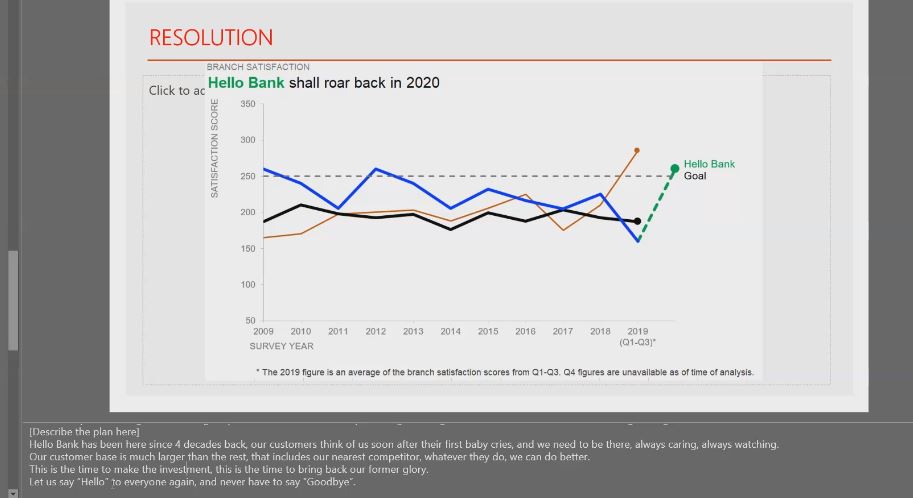 RESOLUTION
BRANCH SATISFACTION
Hello Bank shall roar back in 2020
Click to ac
SATISFACTION SCORE
350
300
250
200
150
100
50
Hello Bank
Goal
2009 2010 2011 2012 2013 2014 2015 2016 2017 2018 2019
(Q1-Q3)*
SURVEY YEAR
* The 2019 figure is an average of the branch satisfaction scores from Q1-Q3. Q4 figures are unavailable as of time of analysis.
[Describe the plan here]
Hello Bank has been here since 4 decades back, our customers think of us soon after their first baby cries, and we need to be there, always caring, always watching.
Our customer base is much larger than the rest, that includes our nearest competitor, whatever they do, we can do better.
This is the time to make the investment, this is the time to bring back our former glory.
Let us say "Hello" to everyone again, and never have to say "Goodbye".